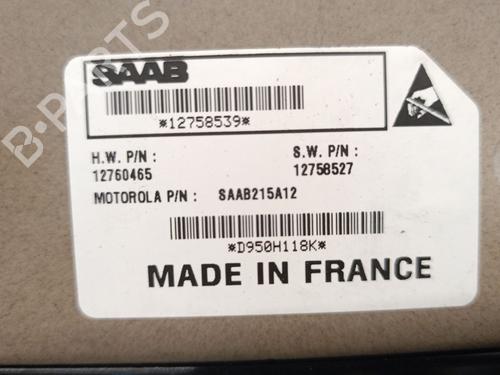 SAAB
*12758539*
H.W. P/N : S.W. P/N :
12760465 12758527
MOTOROLA P/N : SAAB215A12
*D950H118K*
MADE IN FRANCE
B-PARTS